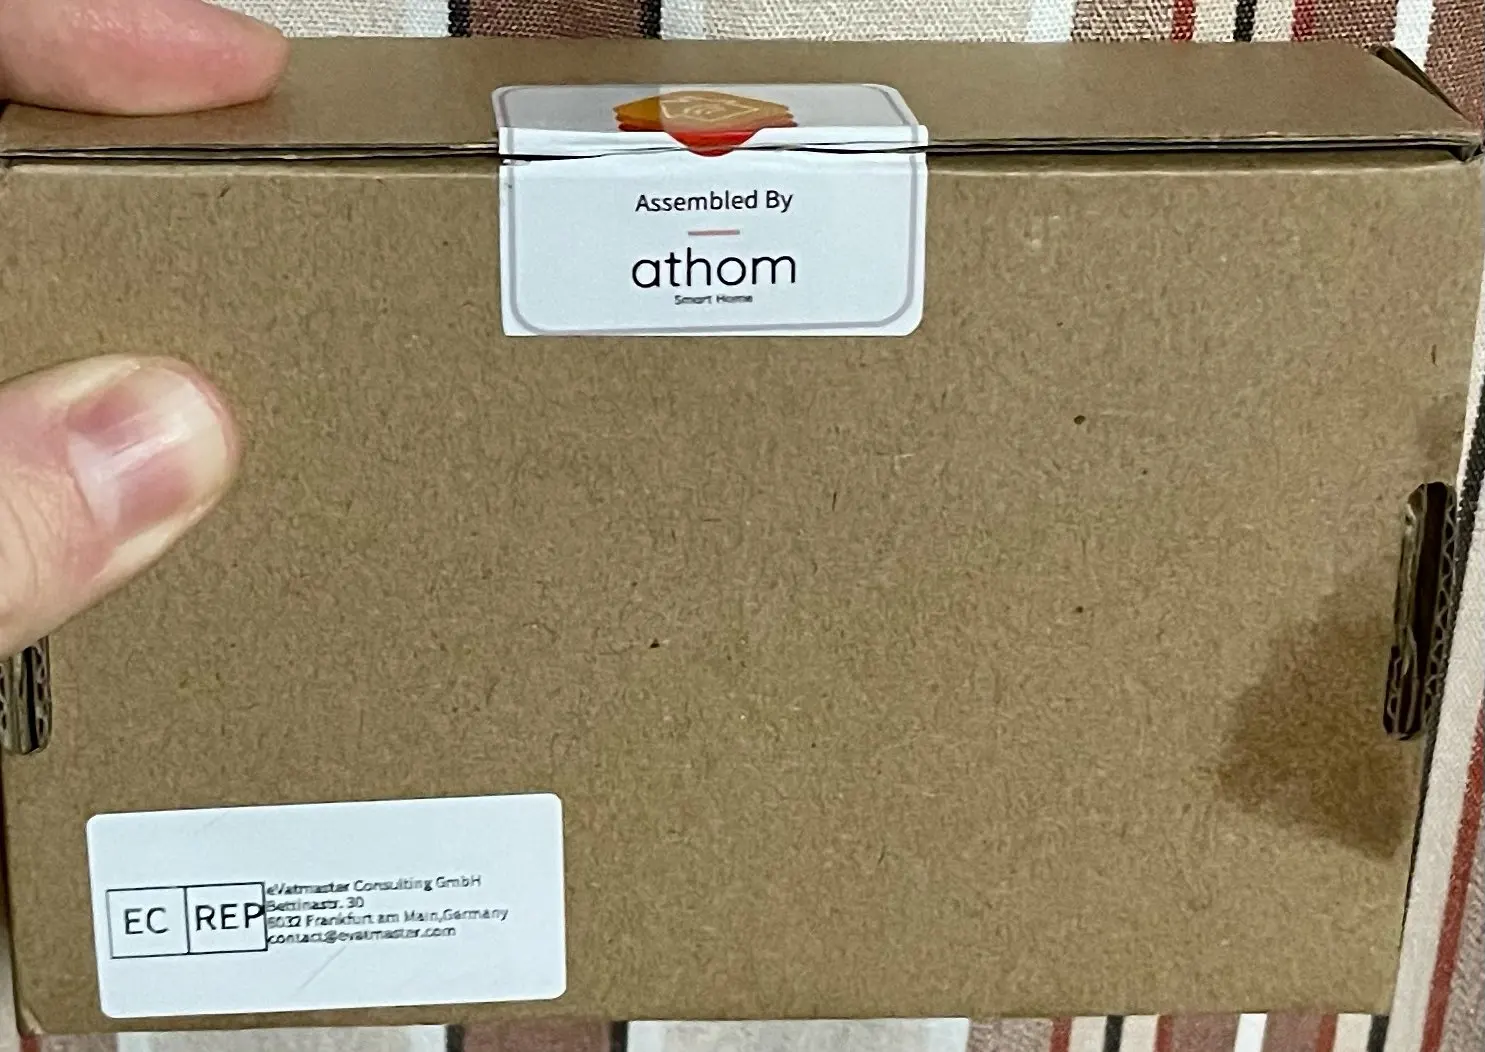 Assembled By
athom
Smart Home
EC REP
eVatmaster Consulting GmbH
Bettinastr. 30
Frankfurt am Main,Germany
contact@evatmaster.com